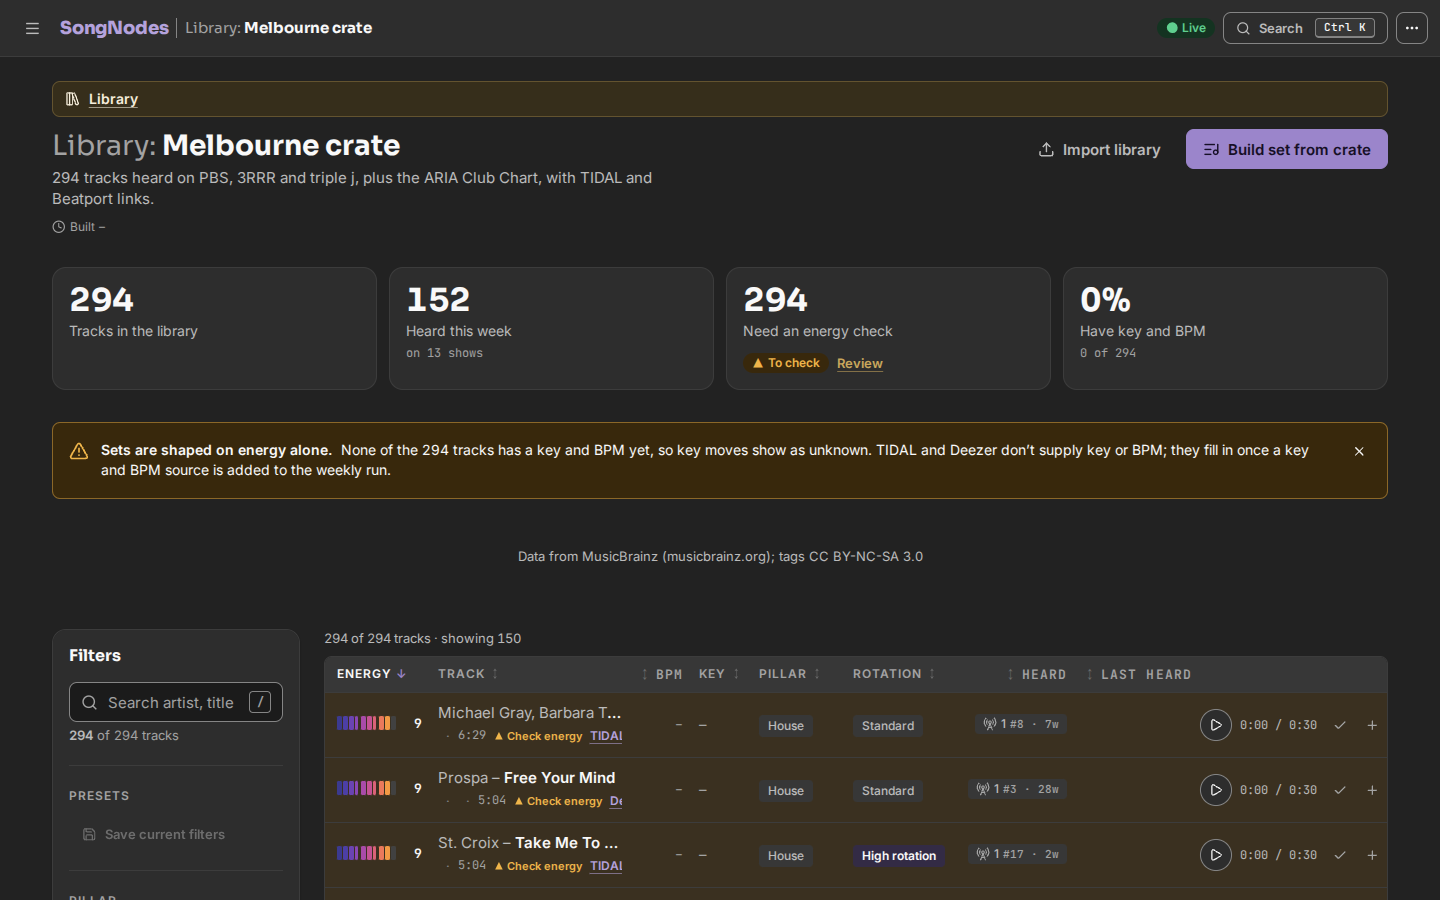 SongNodes Library: Melbourne crate
Live
Search Ctrl K
Library
Library: Melbourne crate
294 tracks heard on PBS, 3RRR and triple j, plus the ARIA Club Chart, with TIDAL and
Beatport links.
Built –
Import library
Build set from crate
294
Tracks in the library
152
Heard this week
on 13 shows
294
Need an energy check
To check Review
0%
Have key and BPM
0 of 294
Sets are shaped on energy alone. None of the 294 tracks has a key and BPM yet, so key moves show as unknown. TIDAL and Deezer don’t supply key or BPM; they fill in once a key
and BPM source is added to the weekly run.
Data from MusicBrainz (musicbrainz.org); tags CC BY-NC-SA 3.0
Filters
Search artist, title /
294 of 294 tracks
PRESETS
Save current filters
PILLAR
294 of 294 tracks · showing 150
ENERGY TRACK BPM KEY PILLAR ROTATION HEARD LAST HEARD
Michael Gray, Barbara T...
9 – – House Standard 1 #8 · 7w 0:00 / 0:30
· 6:29 Check energy TIDAL
Prospa – Free Your Mind
9 – – House Standard 1 #3 · 28w 0:00 / 0:30
· · 5:04 Check energy De
St. Croix – Take Me To ...
9 – – House High rotation 1 #17 · 2w 0:00 / 0:30
· 5:04 Check energy TIDAL